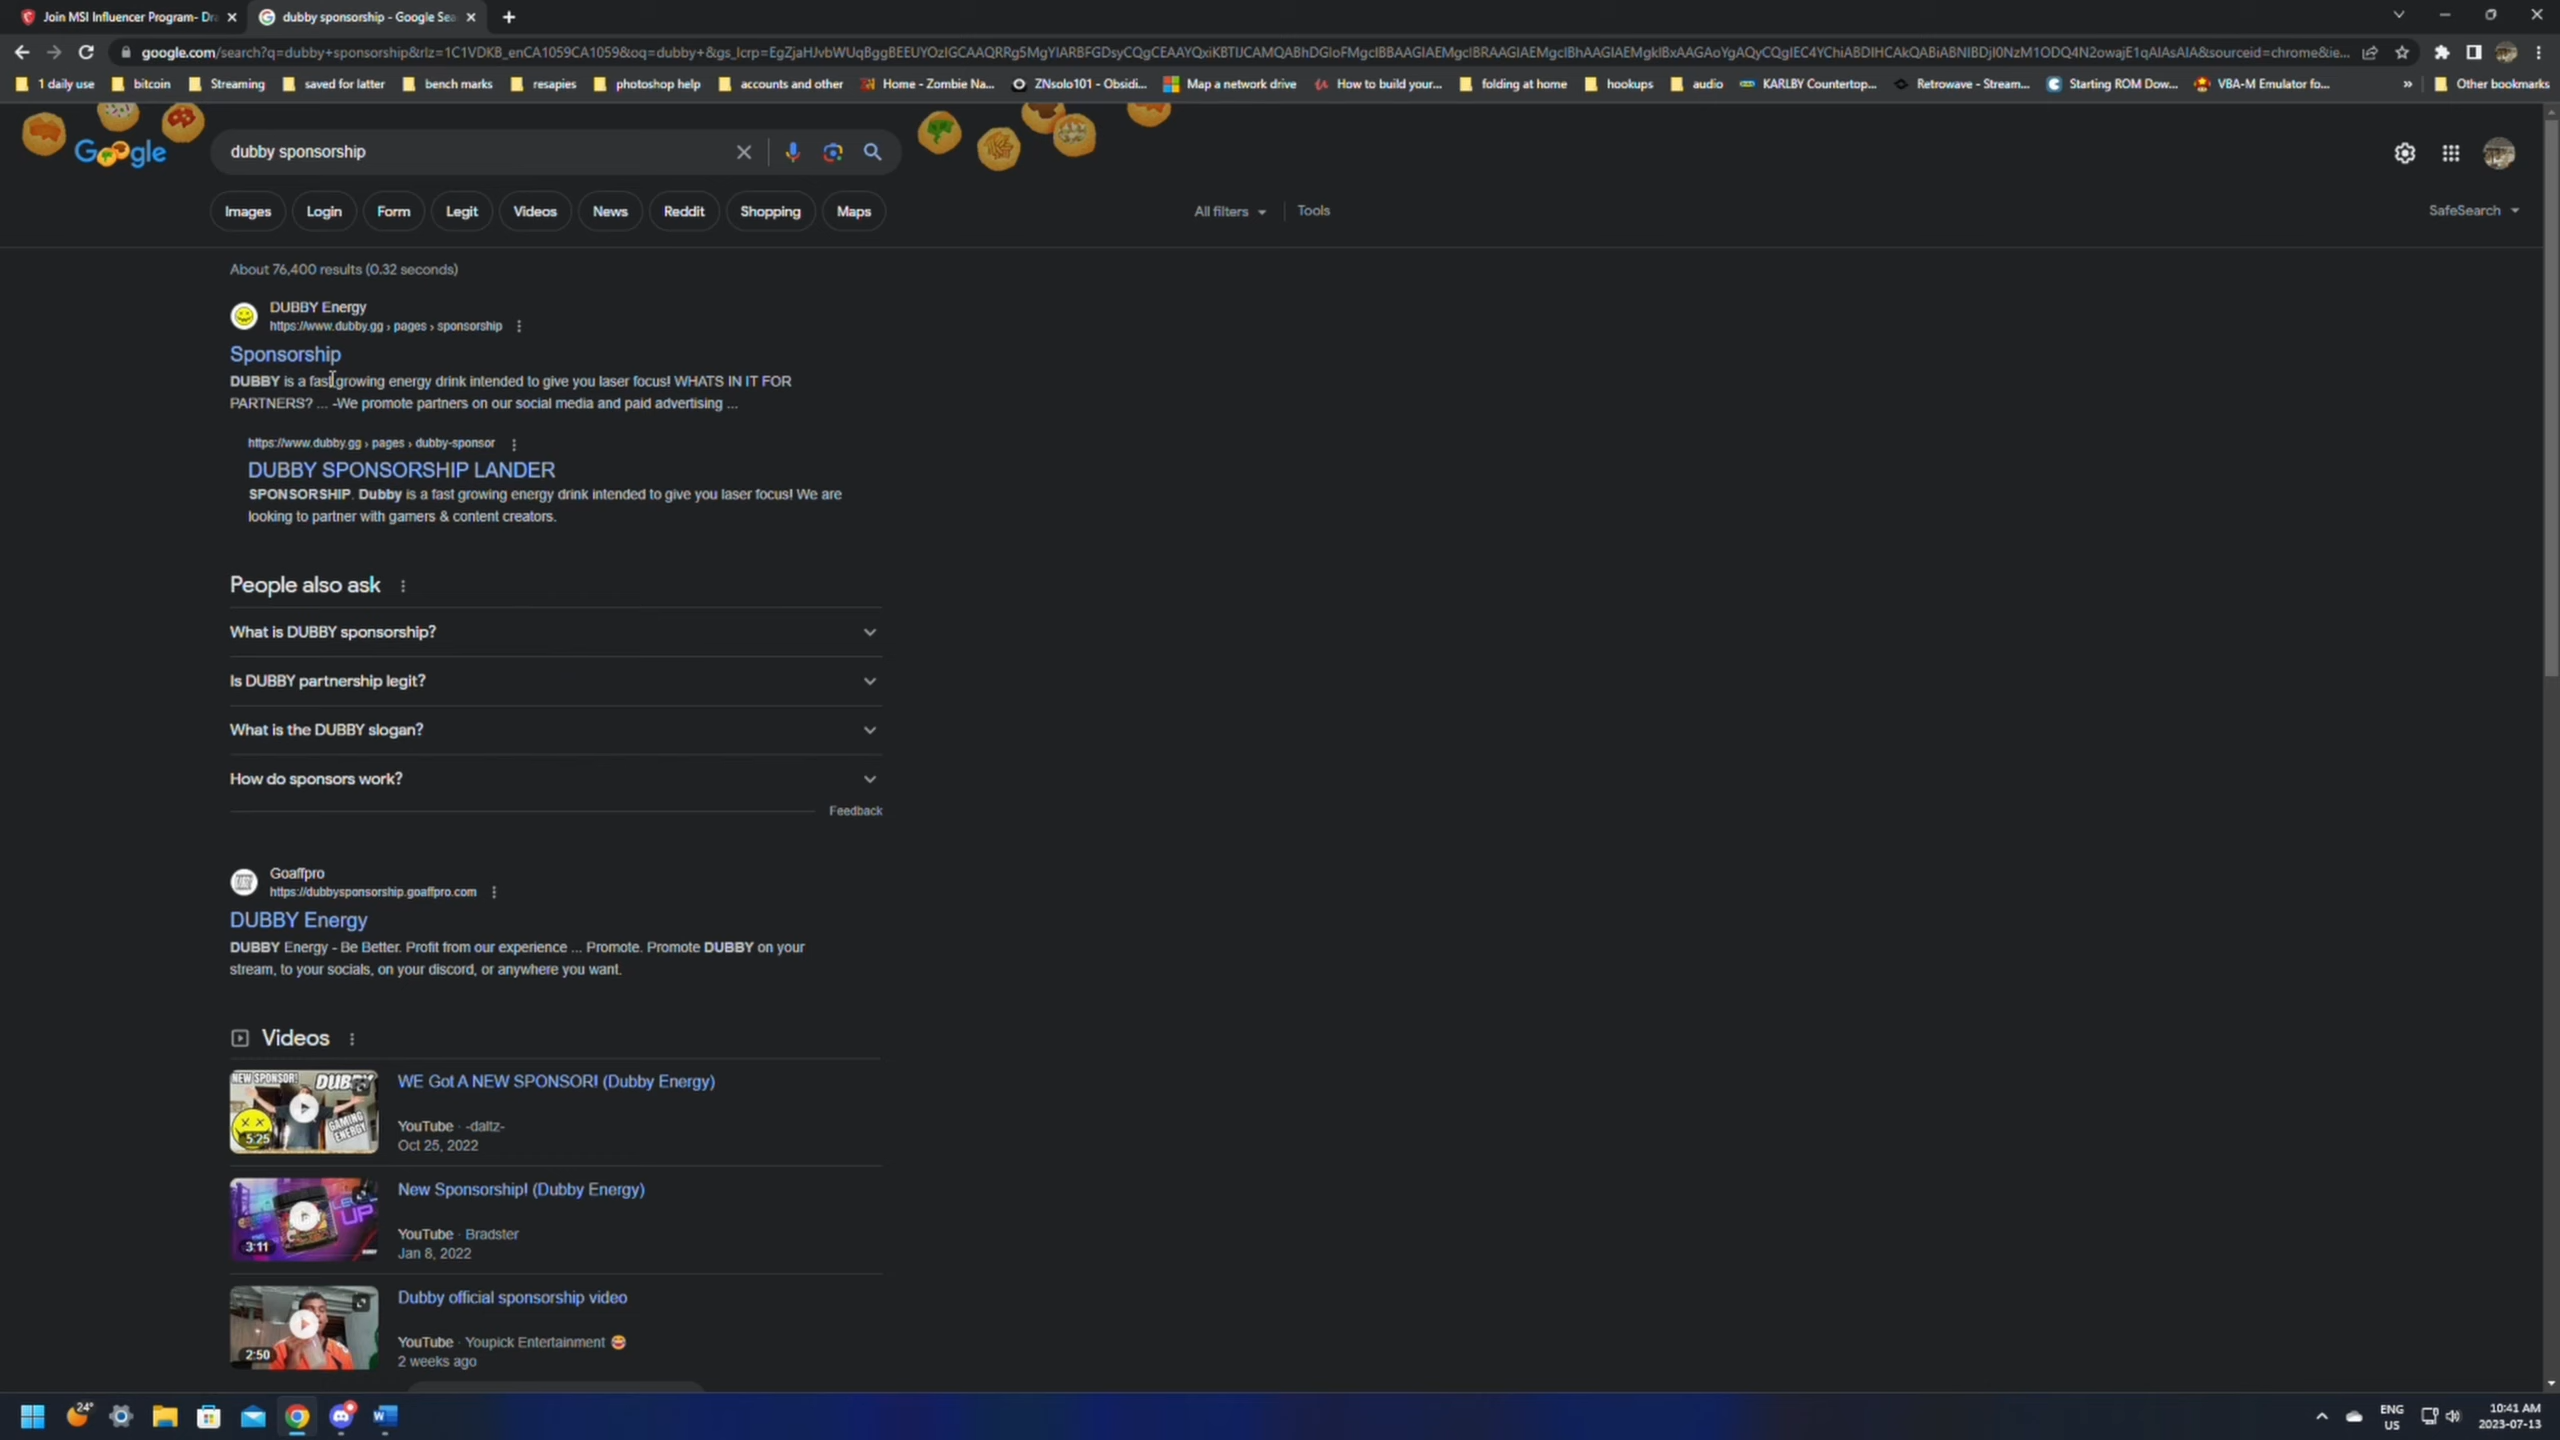 Join MSI Influencer Program- Dra
dubby sponsorship - Google Sea
1 daily use
bitcoin
Streaming
saved for latter
bench marks
resapies
photoshop help
accounts and other
Home - Zombie Na...
ZNsolo101 - Obsidi...
Map a network drive
How to build your...
folding at home
hookups
audio
KARLBY Countertop...
Retrowave - Stream...
Starting ROM Dow...
VBA-M Emulator fo...
»
Other bookmarks
Google
dubby sponsorship
Images
Login
Form
Legit
Videos
News
Reddit
Shopping
Maps
All filters
Tools
SafeSearch
About 76,400 results (0.32 seconds)
DUBBY Energy
https://www.dubby.gg › pages › sponsorship
Sponsorship
DUBBY is a fast growing energy drink intended to give you laser focus! WHATS IN IT FOR
PARTNERS? ... -We promote partners on our social media and paid advertising ...
https://www.dubby.gg › pages › dubby-sponsor
DUBBY SPONSORSHIP LANDER
SPONSORSHIP. Dubby is a fast growing energy drink intended to give you laser focus! We are
looking to partner with gamers & content creators.
People also ask
What is DUBBY sponsorship?
Is DUBBY partnership legit?
What is the DUBBY slogan?
How do sponsors work?
Feedback
Goaffpro
https://dubbysponsorship.goaffpro.com
DUBBY Energy
DUBBY Energy - Be Better. Profit from our experience ... Promote. Promote DUBBY on your
stream, to your socials, on your discord, or anywhere you want.
Videos
NEW SPONSOR! DUBBY
GAMING
ENERGY
5:25
WE Got A NEW SPONSOR! (Dubby Energy)
YouTube · -daltz-
Oct 25, 2022
UP
3:11
New Sponsorship! (Dubby Energy)
YouTube · Bradster
Jan 8, 2022
2:50
Dubby official sponsorship video
YouTube · Youpick Entertainment 😂
2 weeks ago
24°
ENG
US
10:41 AM
2023-07-13